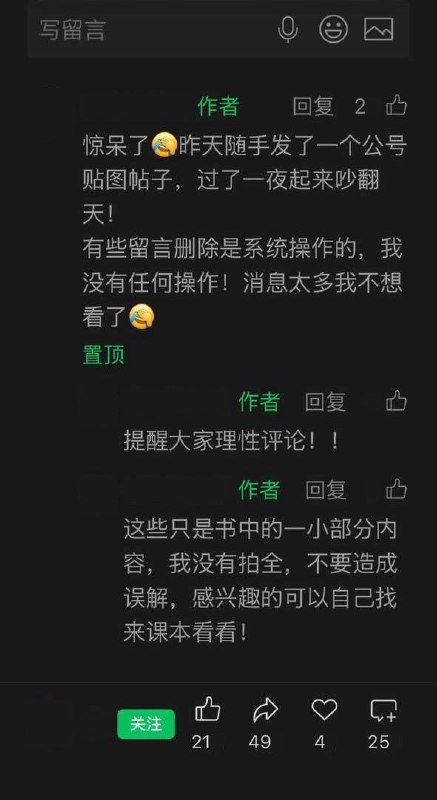 写留言
作者 回复 2
惊呆了🤣昨天随手发了一个公号
贴图帖子，过了一夜起来吵翻
天！
有些留言删除是系统操作的，我
没有任何操作！消息太多我不想
看了🤣
置顶
作者 回复
提醒大家理性评论！！
作者 回复
这些只是书中的一小部分内
容，我没有拍全，不要造成
误解，感兴趣的可以自己找
来课本看看！
关注 21 49 4 25